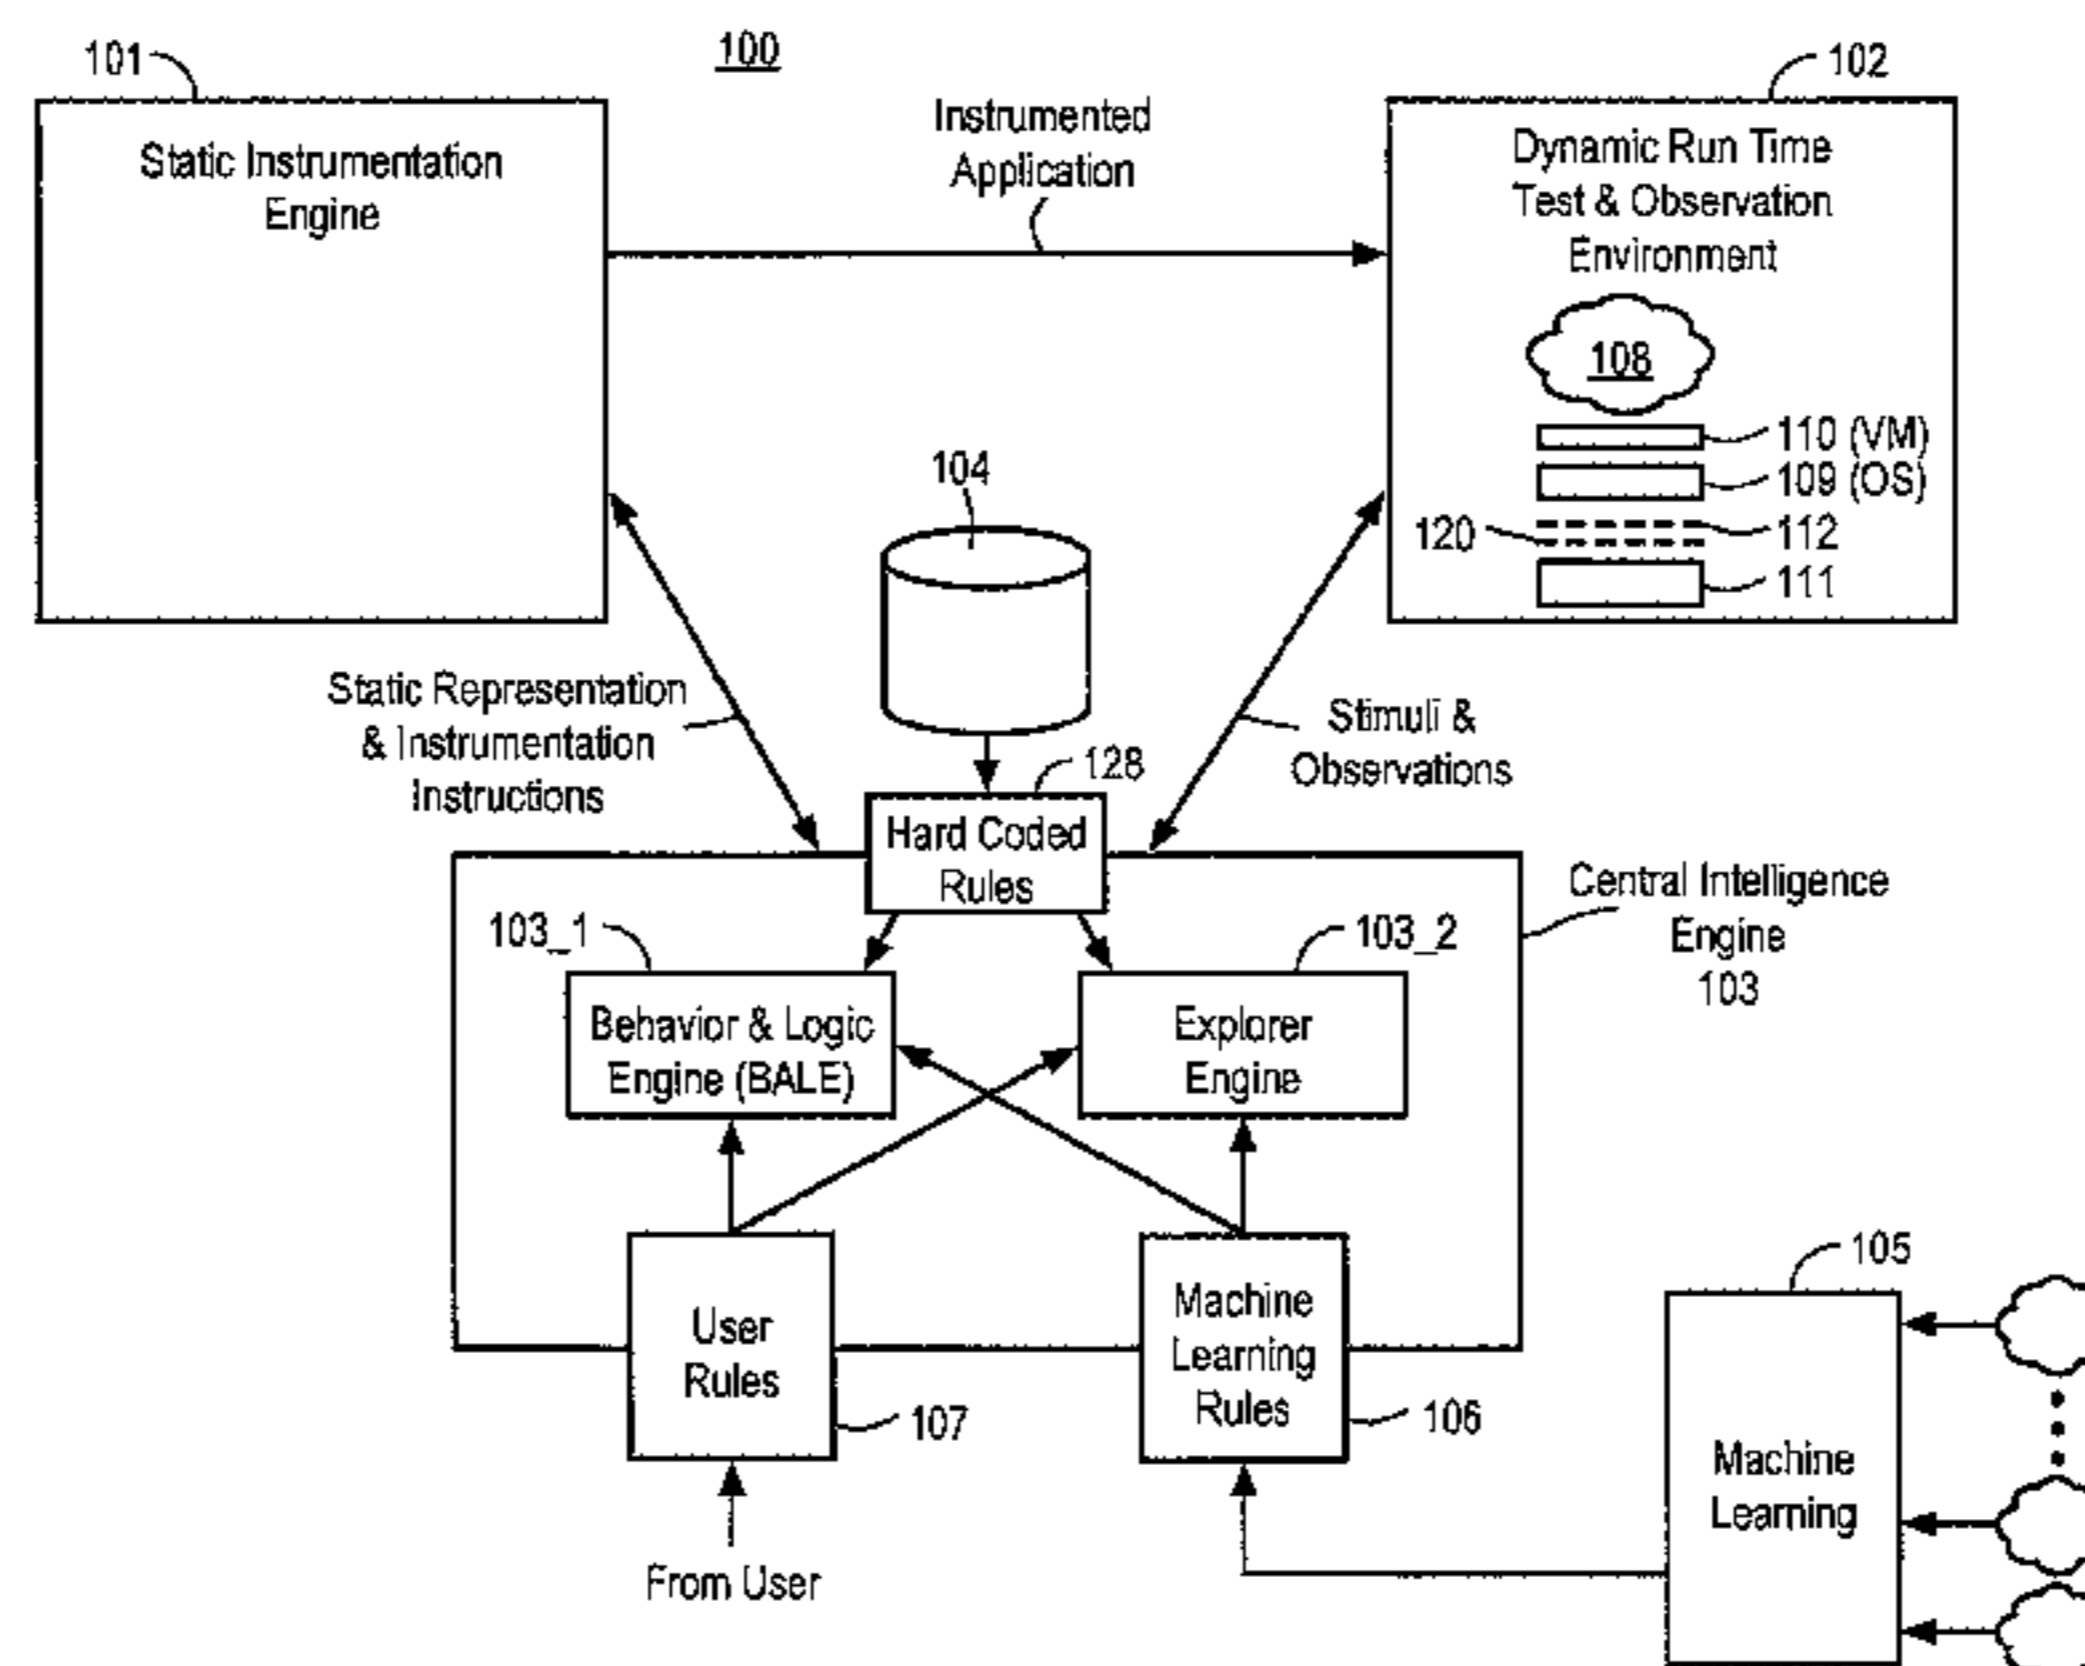 100
101
102
Static Instrumentation
Engine
Instrumented
Application
Dynamic Run Time
Test & Observation
Environment
108
110 (VM)
109 (OS)
120
112
111
104
Static Representation
& Instrumentation
Instructions
Stimuli &
Observations
128
Hard Coded
Rules
Central Intelligence
Engine
103
103_1
103_2
Behavior & Logic
Engine (BALE)
Explorer
Engine
User
Rules
107
Machine
Learning
Rules
106
105
Machine
Learning
From User